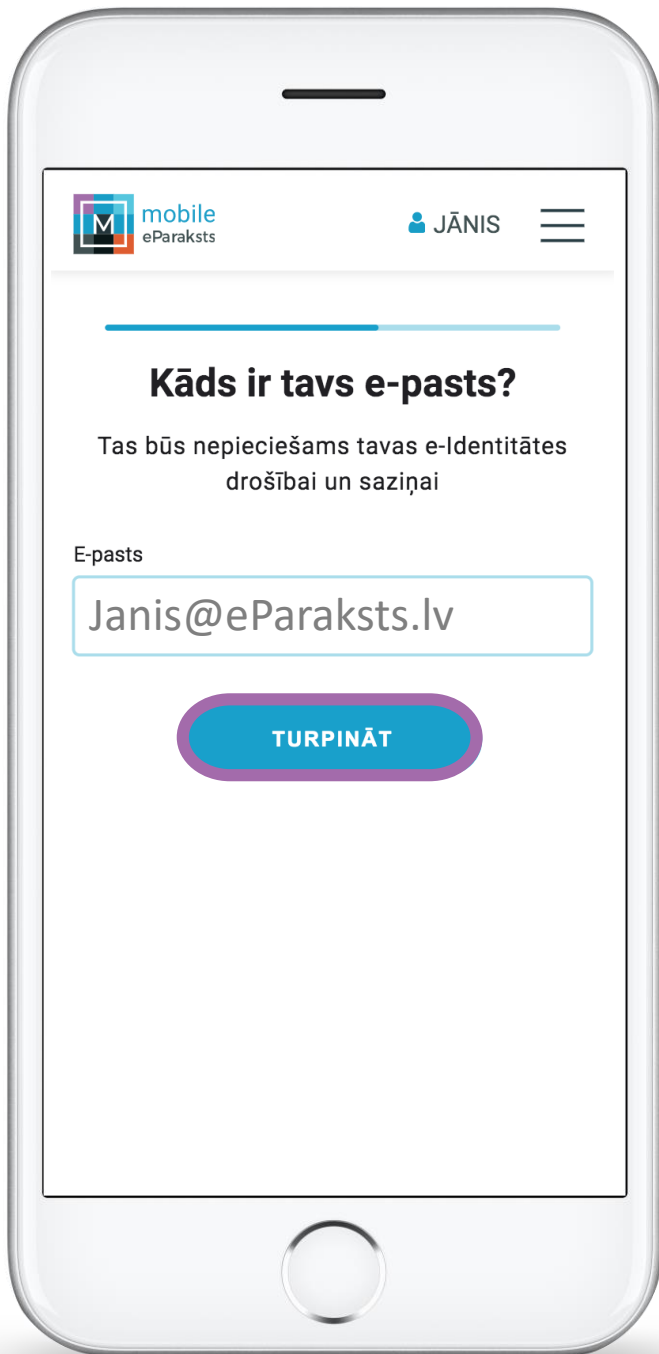 M
mobile
eParaksts
JĀNIS
Kāds ir tavs e-pasts?
Tas būs nepieciešams tavas e-Identitātes
drošībai un saziņai
E-pasts
Janis@eParaksts.lv
TURPINĀT